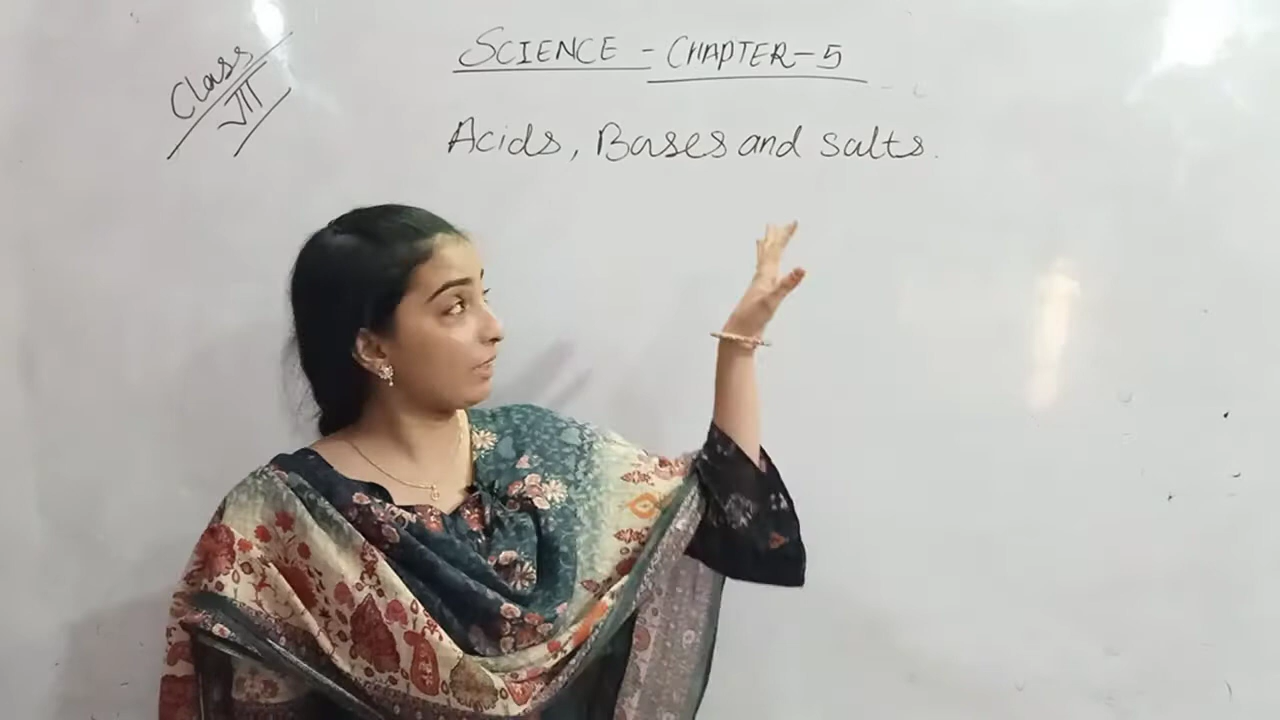 Class
VII
SCIENCE - CHAPTER-5
Acids, Bases and salts.